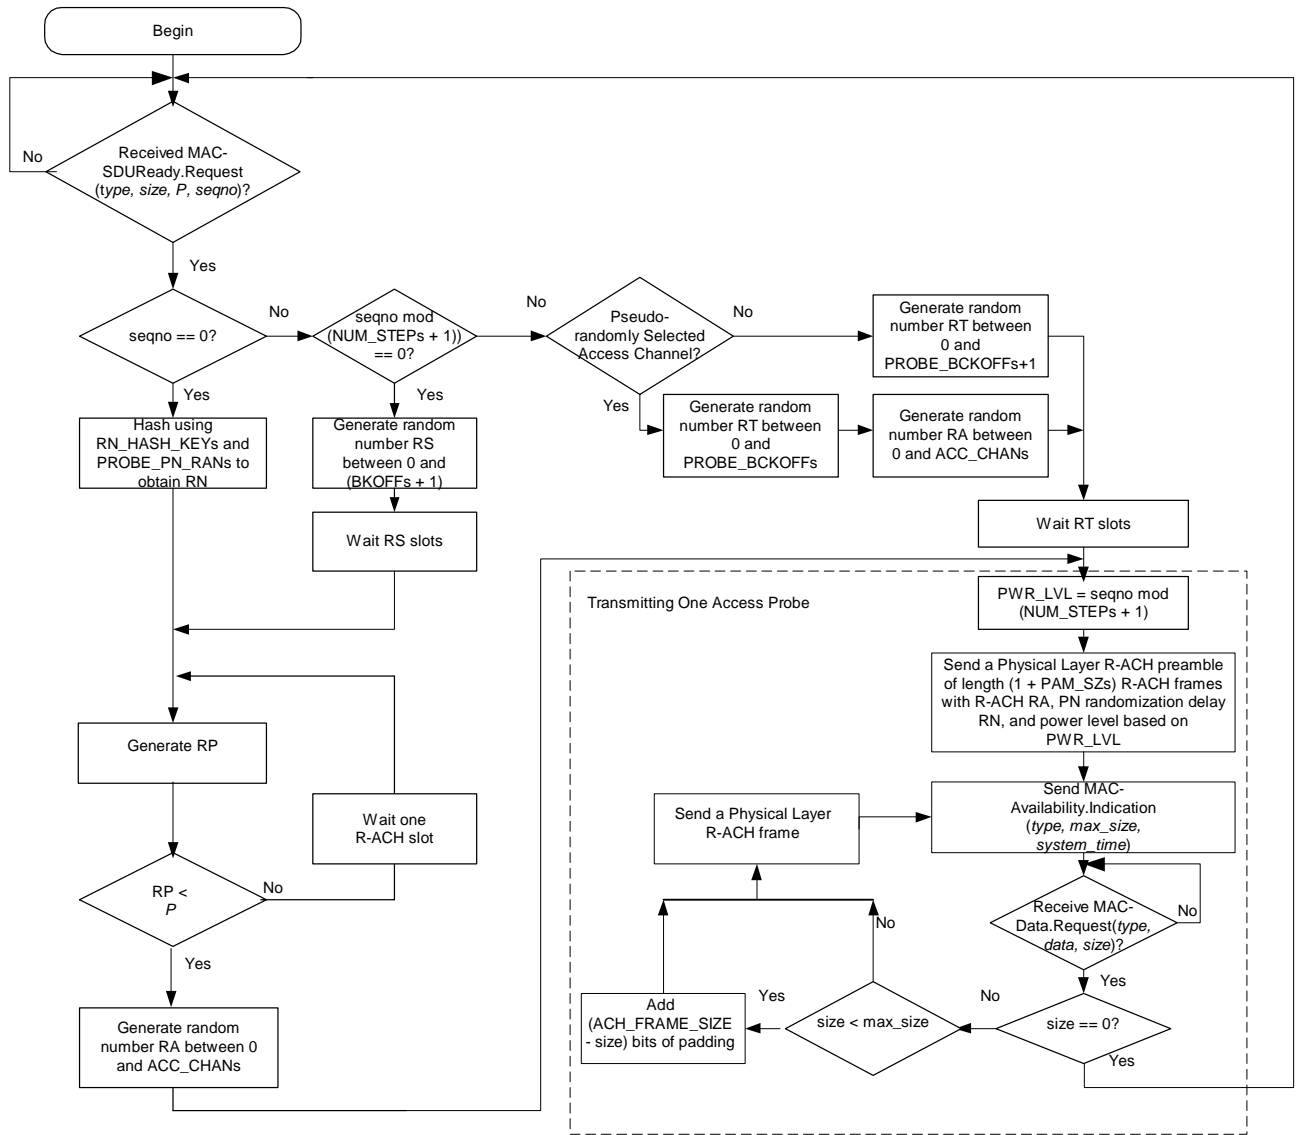 Begin
No
Received MAC-
SDUReady.Request
(type, size, P, seqno)?
Yes
seqno == 0?
No
seqno mod
(NUM_STEPs + 1))
== 0?
No
Pseudo-
randomly Selected
Access Channel?
No
Generate random
number RT between
0 and
PROBE_BCKOFFs+1
Yes
Yes
Yes
Hash using
RN_HASH_KEYs and
PROBE_PN_RANs to
obtain RN
Generate random
number RS
between 0 and
(BKOFFs + 1)
Generate random
number RT between
0 and
PROBE_BCKOFFs
Generate random
number RA between
0 and ACC_CHANs
Wait RS slots
Wait RT slots
Transmitting One Access Probe
PWR_LVL = seqno mod
(NUM_STEPs + 1)
Send a Physical Layer R-ACH preamble
of length (1 + PAM_SZs) R-ACH frames
with R-ACH RA, PN randomization delay
RN, and power level based on
PWR_LVL
Generate RP
Wait one
R-ACH slot
Send a Physical Layer
R-ACH frame
Send MAC-
Availability.Indication
(type, max_size,
system_time)
RP <
P
No
Receive MAC-
Data.Request(type,
data, size)?
No
No
Yes
Yes
Generate random
number RA between 0
and ACC_CHANs
Add
(ACH_FRAME_SIZE
- size) bits of padding
Yes
size < max_size
No
size == 0?
Yes